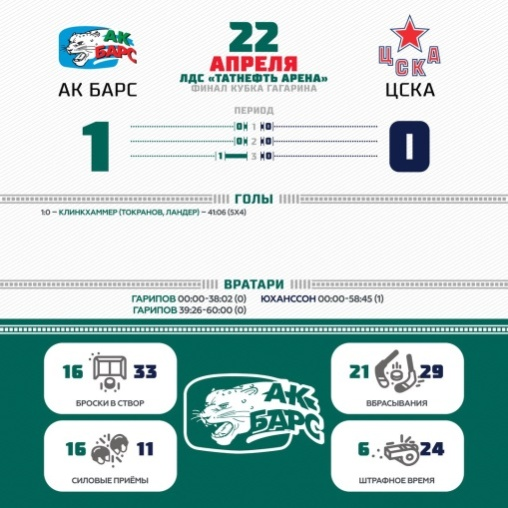 АК БАРС
22
АПРЕЛЯ
ЛДС «ТАТНЕФТЬ АРЕНА»
ФИНАЛ КУБКА ГАГАРИНА
ЦСКА
АК БАРС
ЦСКА
ПЕРИОД
1
0 1 0
0 2 0
1 3 0
0
ГОЛЫ
1:0 – КЛИНКХАММЕР (ТОКРАНОВ, ЛАНДЕР) – 41:06 (5X4)
ВРАТАРИ
ГАРИПОВ 00:00-38:02 (0)
ЮХАНССОН 00:00-58:45 (1)
ГАРИПОВ 39:26-60:00 (0)
16 33
БРОСКИ В СТВОР
21 29
ВБРАСЫВАНИЯ
АК БАРС
16 11
СИЛОВЫЕ ПРИЁМЫ
6 24
ШТРАФНОЕ ВРЕМЯ